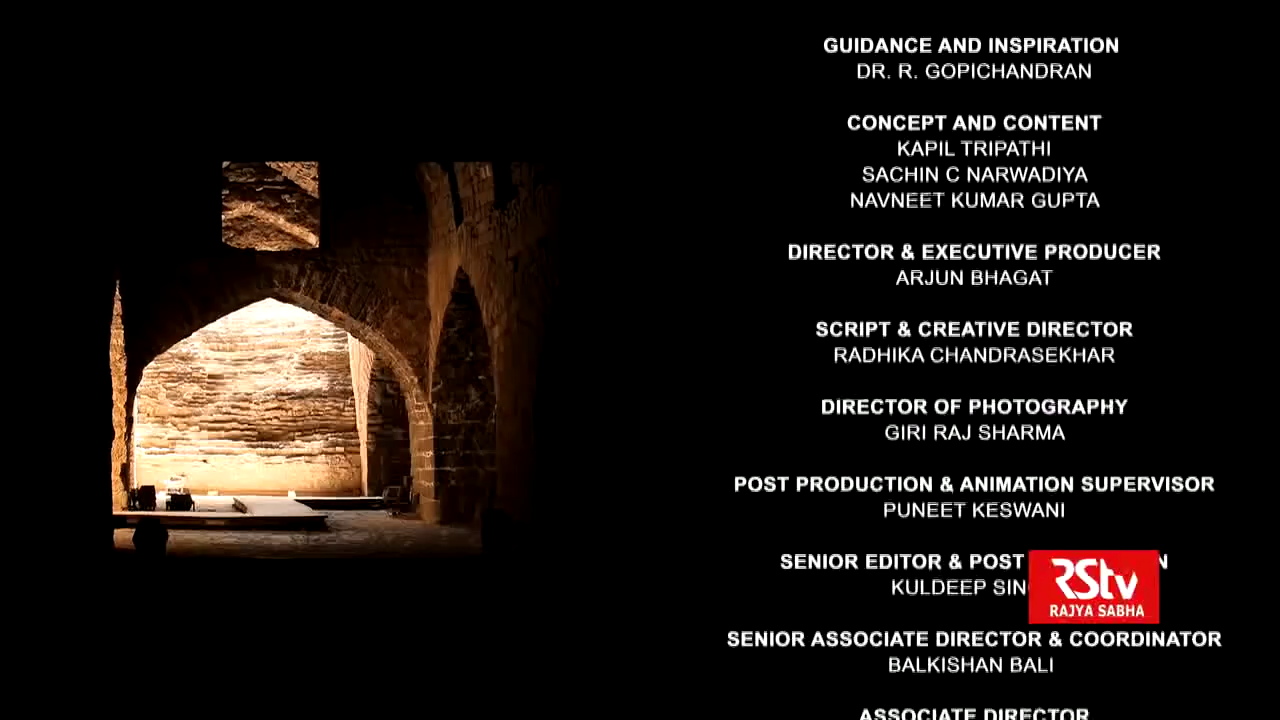 GUIDANCE AND INSPIRATION
DR. R. GOPICHANDRAN
CONCEPT AND CONTENT
KAPIL TRIPATHI
SACHIN C NARWADIYA
NAVNEET KUMAR GUPTA
DIRECTOR & EXECUTIVE PRODUCER
ARJUN BHAGAT
SCRIPT & CREATIVE DIRECTOR
RADHIKA CHANDRASEKHAR
DIRECTOR OF PHOTOGRAPHY
GIRI RAJ SHARMA
POST PRODUCTION & ANIMATION SUPERVISOR
PUNEET KESWANI
SENIOR EDITOR & POST
KULDEEP
RStv
RAJYA SABHA
SENIOR ASSOCIATE DIRECTOR & COORDINATOR
BALKISHAN BALI
ASSOCIATE DIRECTOR